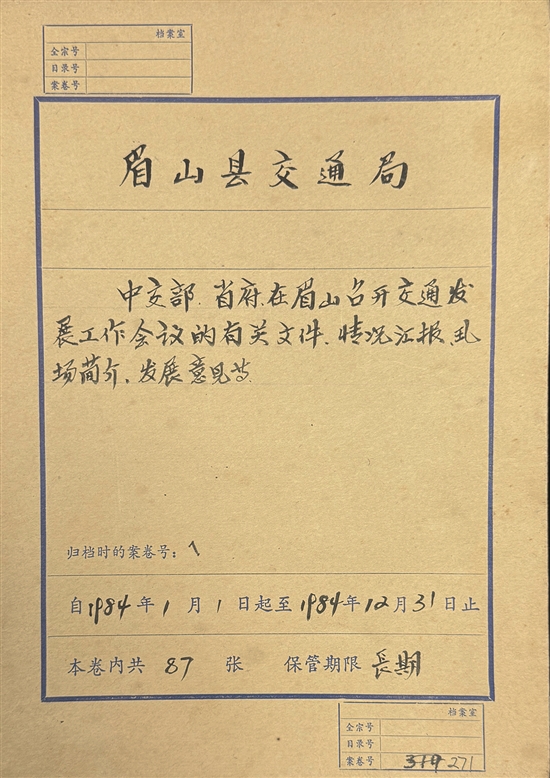 档案室
全宗号
目录号
案卷号
眉山县交通局
中交部、省府、在眉山召开交通发
展工作会议的有关文件、情况汇报、现
场简介、发展意见等
归档时的案卷号：7
自1984年1月1日起至1984年12月31日止
本卷内共87张 保管期限 長期
档案室
全宗号
目录号
案卷号 319 271